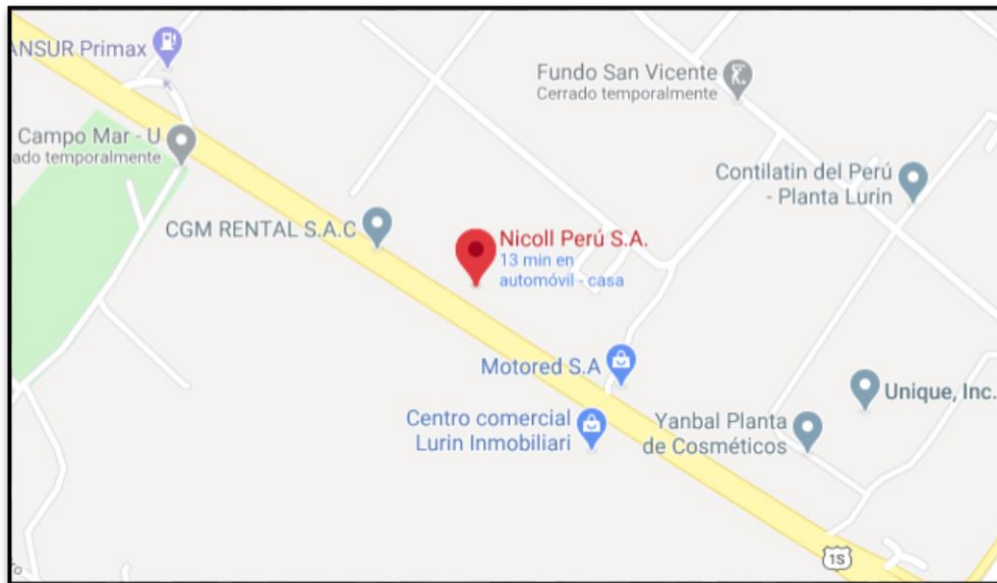 ANSUR Primax
Fundo San Vicente
Cerrado temporalmente
Campo Mar - U
ado temporalmente
Contilatin del Perú
- Planta Lurin
CGM RENTAL S.A.C
Nicoll Perú S.A.
13 min en
automóvil - casa
Motored S.A
Unique, Inc.
Centro comercial
Lurin Inmobiliari
Yanbal Planta
de Cosméticos
1S